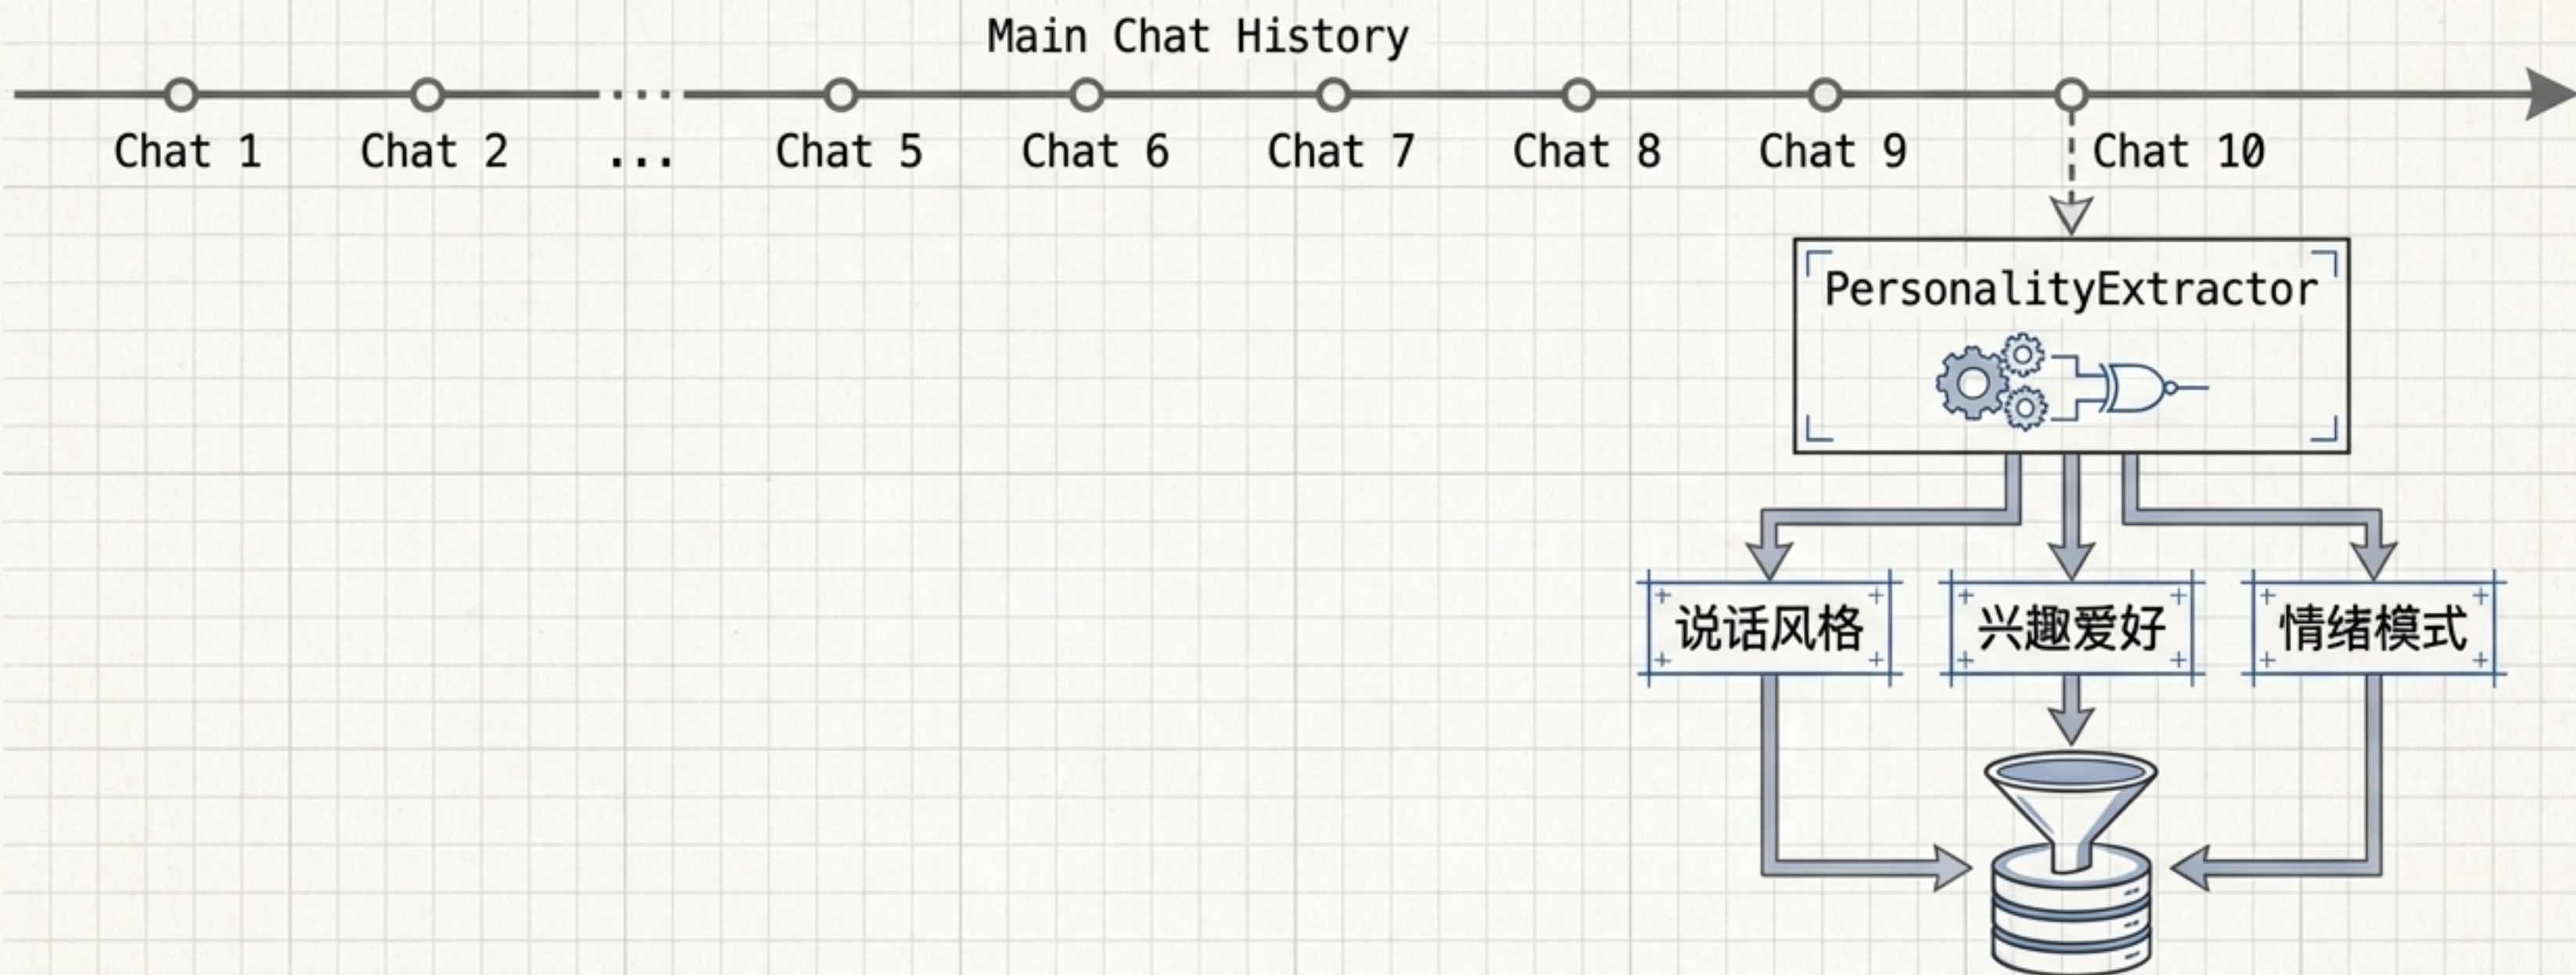 Main Chat History
Chat 1
Chat 2
...
Chat 5
Chat 6
Chat 7
Chat 8
Chat 9
Chat 10
PersonalityExtractor
说话风格
兴趣爱好
情绪模式